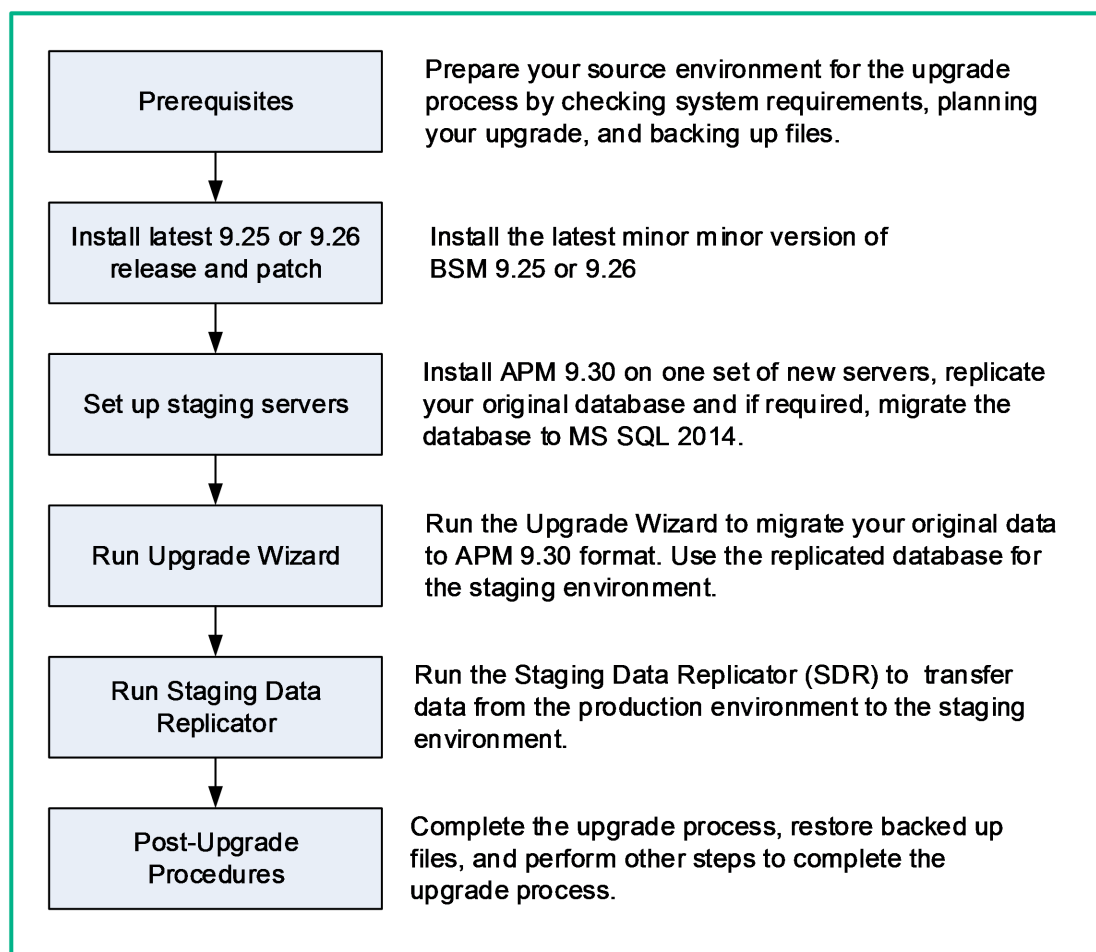 Prerequisites
Prepare your source environment for the upgrade
process by checking system requirements, planning
your upgrade, and backing up files.
Install latest 9.25 or 9.26
release and patch
Install the latest minor minor version of
BSM 9.25 or 9.26
Set up staging servers
Install APM 9.30 on one set of new servers, replicate
your original database and if required, migrate the
database to MS SQL 2014.
Run Upgrade Wizard
Run the Upgrade Wizard to migrate your original data
to APM 9.30 format. Use the replicated database for
the staging environment.
Run Staging Data
Replicator
Run the Staging Data Replicator (SDR) to transfer
data from the production environment to the staging
environment.
Post-Upgrade
Procedures
Complete the upgrade process, restore backed up
files, and perform other steps to complete the
upgrade process.